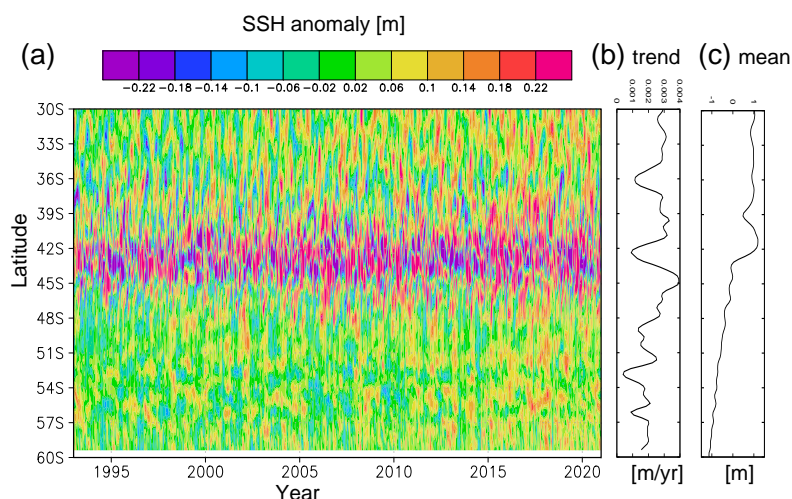 SSH anomaly [m]
(a)
(b) trend
(c) mean
−0.22 −0.18 −0.14 −0.1 −0.06 −0.02 0.02 0.06 0.1 0.14 0.18 0.22
0 0.001 0.002 0.003 0.004
−1 0 1
30S
33S
36S
39S
42S
45S
48S
51S
54S
57S
60S
Latitude
1995 2000 2005 2010 2015 2020
Year
[m/yr]
[m]